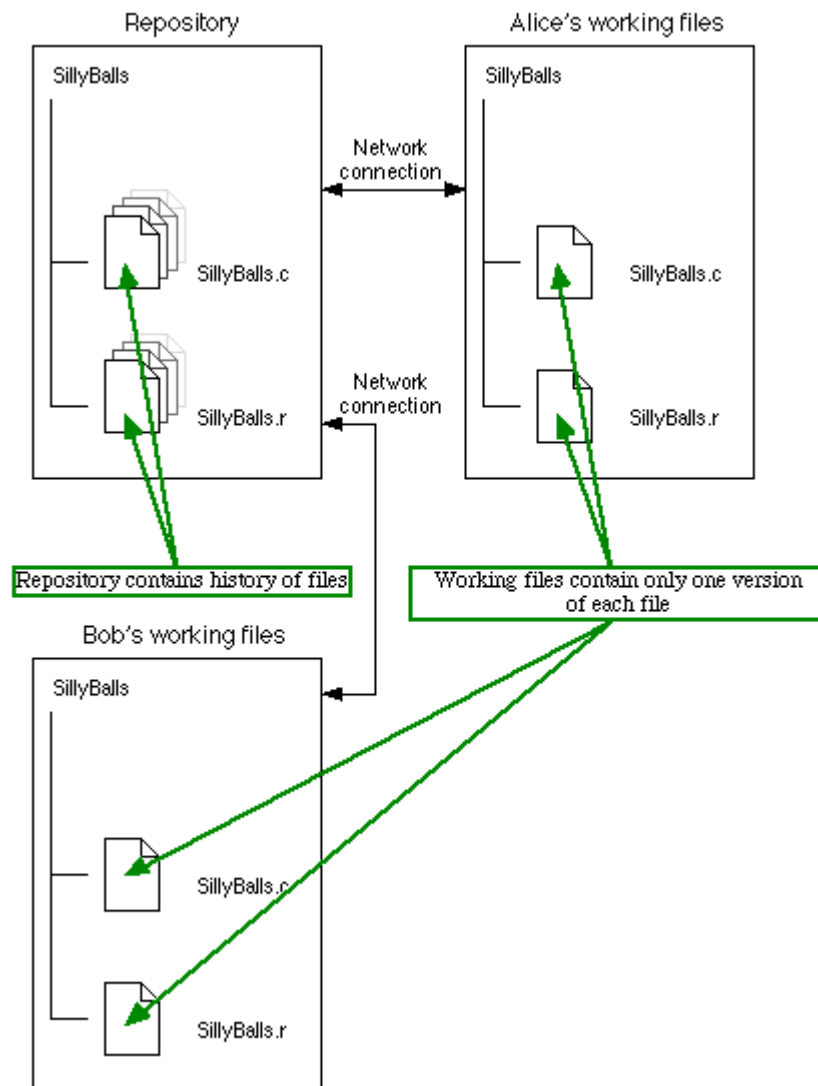 Repository
Alice's working files
SillyBalls
SillyBalls
Network
connection
SillyBalls.c
SillyBalls.c
Network
connection
SillyBalls.r
SillyBalls.r
Repository contains history of files
Working files contain only one version
of each file
Bob's working files
SillyBalls
SillyBalls.c
SillyBalls.r